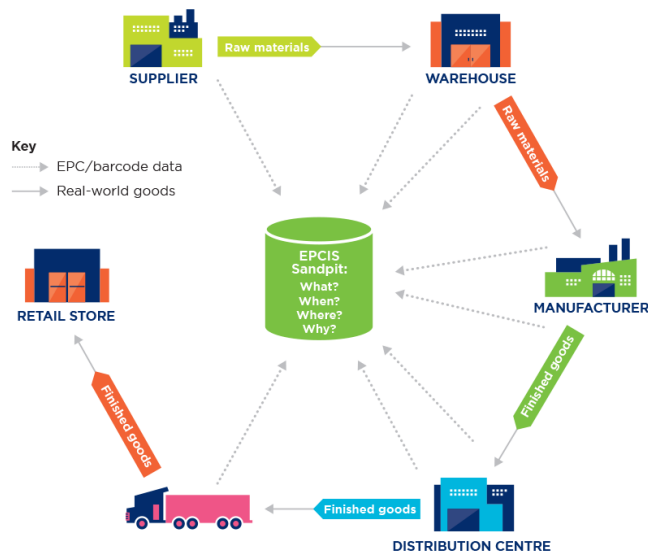 Raw materials
SUPPLIER
WAREHOUSE
Key
EPC/barcode data
Real-world goods
Raw materials
EPCIS
Sandpit:
What?
When?
Where?
Why?
RETAIL STORE
MANUFACTURER
Finished goods
Finished goods
Finished goods
DISTRIBUTION CENTRE